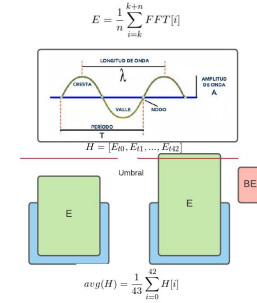 E = \frac{1}{n} \sum_{i=k}^{k+n} FFT[i]
LONGITUD DE ONDA
λ
CRESTA
AMPLITUD
DE ONDA
A
VALLE
NODO
PERÍODO
T
H = [E_{t0}, E_{t1}, ..., E_{t42}]
Umbral
BE
E
E
avg(H) = \frac{1}{43} \sum_{i=0}^{42} H[i]